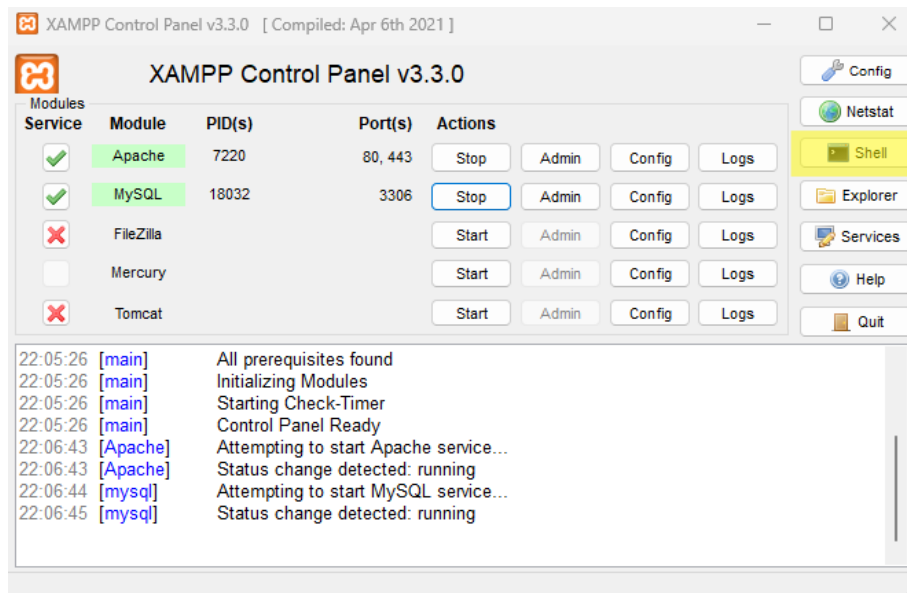 XAMPP Control Panel v3.3.0 [ Compiled: Apr 6th 2021 ]
XAMPP Control Panel v3.3.0
Config
Modules
Netstat
Service Module PID(s) Port(s) Actions
Apache 7220 80, 443 Stop Admin Config Logs
Shell
MySQL 18032 3306 Stop Admin Config Logs
Explorer
FileZilla Start Admin Config Logs
Services
Mercury Start Admin Config Logs
Help
Tomcat Start Admin Config Logs
Quit
22:05:26 [main] All prerequisites found
22:05:26 [main] Initializing Modules
22:05:26 [main] Starting Check-Timer
22:05:26 [main] Control Panel Ready
22:06:43 [Apache] Attempting to start Apache service...
22:06:43 [Apache] Status change detected: running
22:06:44 [mysql] Attempting to start MySQL service...
22:06:45 [mysql] Status change detected: running